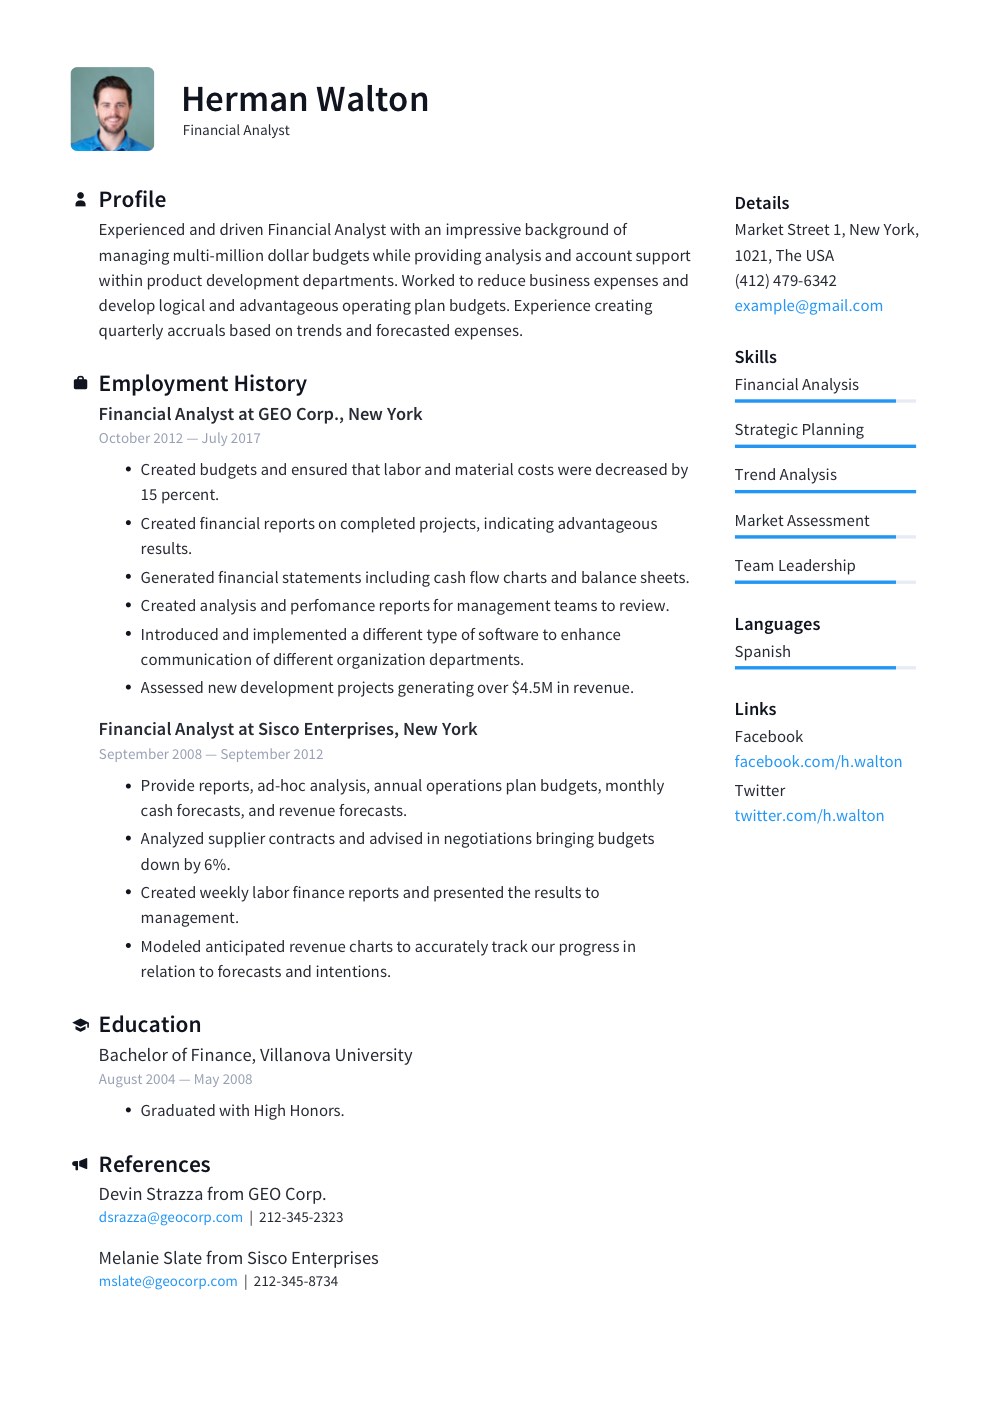 Herman Walton
Financial Analyst
Profile
Experienced and driven Financial Analyst with an impressive background of
managing multi-million dollar budgets while providing analysis and account support
within product development departments. Worked to reduce business expenses and
develop logical and advantageous operating plan budgets. Experience creating
quarterly accruals based on trends and forecasted expenses.
Employment History
Financial Analyst at GEO Corp., New York
October 2012 — July 2017
• Created budgets and ensured that labor and material costs were decreased by
15 percent.
• Created financial reports on completed projects, indicating advantageous
results.
• Generated financial statements including cash flow charts and balance sheets.
• Created analysis and perfomance reports for management teams to review.
• Introduced and implemented a different type of software to enhance
communication of different organization departments.
• Assessed new development projects generating over $4.5M in revenue.
Financial Analyst at Sisco Enterprises, New York
September 2008 — September 2012
• Provide reports, ad-hoc analysis, annual operations plan budgets, monthly
cash forecasts, and revenue forecasts.
• Analyzed supplier contracts and advised in negotiations bringing budgets
down by 6%.
• Created weekly labor finance reports and presented the results to
management.
• Modeled anticipated revenue charts to accurately track our progress in
relation to forecasts and intentions.
Education
Bachelor of Finance, Villanova University
August 2004 — May 2008
• Graduated with High Honors.
References
Devin Strazza from GEO Corp.
dsrazza@geocorp.com | 212-345-2323
Melanie Slate from Sisco Enterprises
mslate@geocorp.com | 212-345-8734
Details
Market Street 1, New York,
1021, The USA
(412) 479-6342
example@gmail.com
Skills
Financial Analysis
Strategic Planning
Trend Analysis
Market Assessment
Team Leadership
Languages
Spanish
Links
Facebook
facebook.com/h.walton
Twitter
twitter.com/h.walton